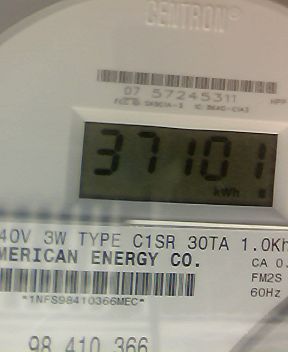 CENTRON®
07 57245311
37101
kWh
40V 3W TYPE C1SR 30TA 1.0Kh
MERICAN ENERGY CO.
CA 0.
FM2S
60Hz
*1NFS98410366MEC*
98 410 366